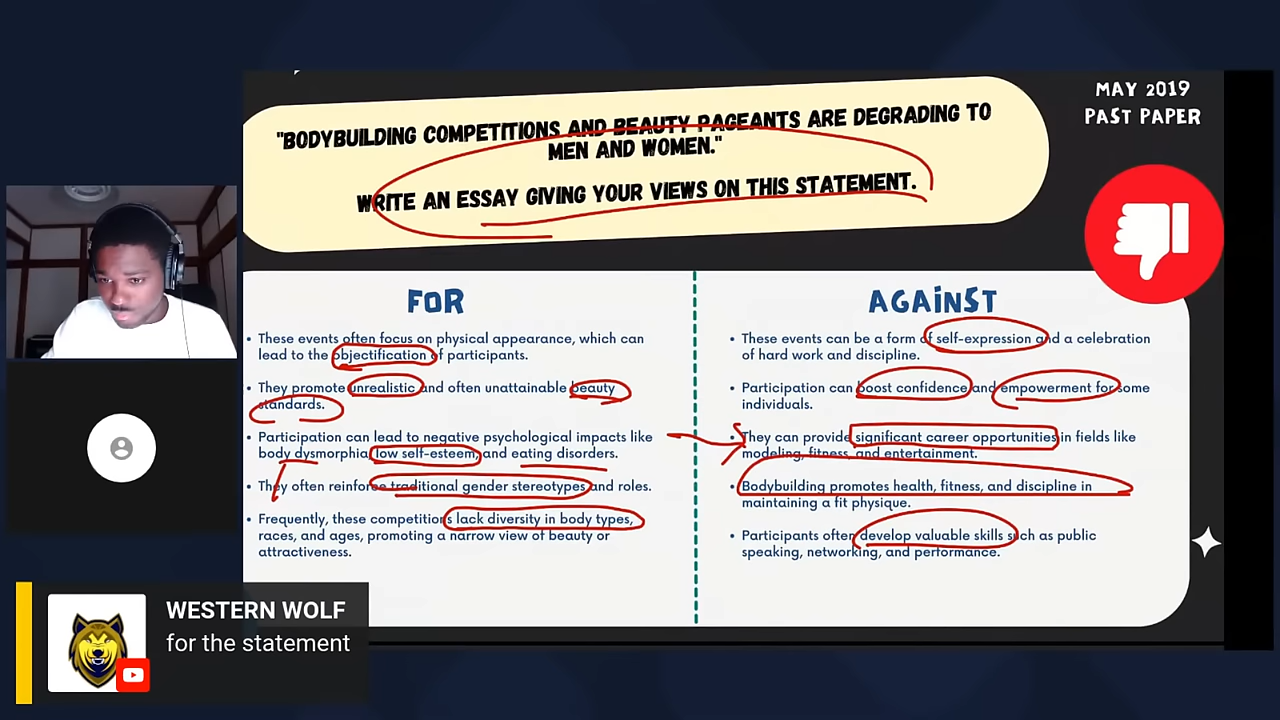 MAY 2019
PAST PAPER
"BODYBUILDING COMPETITIONS AND BEAUTY PAGEANTS ARE DEGRADING TO
MEN AND WOMEN."
WRITE AN ESSAY GIVING YOUR VIEWS ON THIS STATEMENT.
FOR
• These events often focus on physical appearance, which can
lead to the objectification of participants.
• They promote unrealistic and often unattainable beauty
standards.
• Participation can lead to negative psychological impacts like
body dysmorphia, low self-esteem, and eating disorders.
• They often reinforce traditional gender stereotypes and roles.
• Frequently, these competitions lack diversity in body types,
races, and ages, promoting a narrow view of beauty or
attractiveness.
AGAINST
• These events can be a form of self-expression and a celebration
of hard work and discipline.
• Participation can boost confidence and empowerment for some
individuals.
• They can provide significant career opportunities in fields like
modeling, fitness, and entertainment.
• Bodybuilding promotes health, fitness, and discipline in
maintaining a fit physique.
• Participants often develop valuable skills such as public
speaking, networking, and performance.
WESTERN WOLF
for the statement